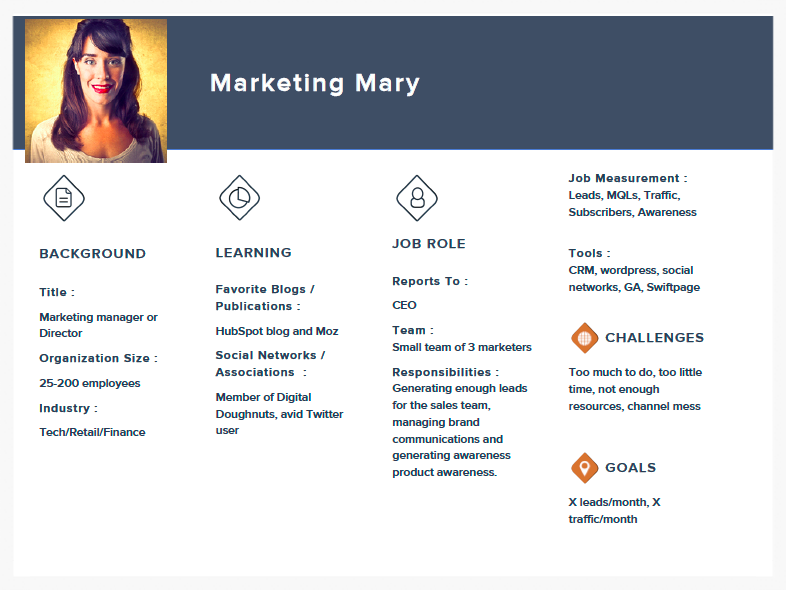 Marketing Mary
BACKGROUND
Title :
Marketing manager or
Director
Organization Size :
25-200 employees
Industry :
Tech/Retail/Finance
LEARNING
Favorite Blogs /
Publications :
HubSpot blog and Moz
Social Networks /
Associations :
Member of Digital
Doughnuts, avid Twitter
user
JOB ROLE
Reports To :
CEO
Team :
Small team of 3 marketers
Responsibilities :
Generating enough leads
for the sales team,
managing brand
communications and
generating awareness
product awareness.
Job Measurement :
Leads, MQLs, Traffic,
Subscribers, Awareness
Tools :
CRM, wordpress, social
networks, GA, Swiftpage
CHALLENGES
Too much to do, too little
time, not enough
resources, channel mess
GOALS
X leads/month, X
traffic/month